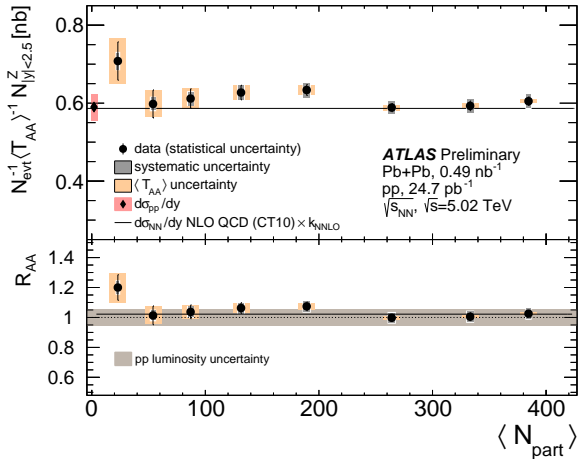 N_evt^-1 ⟨T_AA⟩^-1 N^Z_|y|<2.5 [nb]
0.8
0.6
0.4
data (statistical uncertainty)
systematic uncertainty
⟨ T_AA ⟩ uncertainty
dσ_pp/dy
dσ_NN/dy NLO QCD (CT10) × k_NNLO
ATLAS Preliminary
Pb+Pb, 0.49 nb^-1
pp, 24.7 pb^-1
√s_NN, √s=5.02 TeV
R_AA
1.4
1.2
1
0.8
0.6
pp luminosity uncertainty
0 100 200 300 400
⟨ N_part ⟩